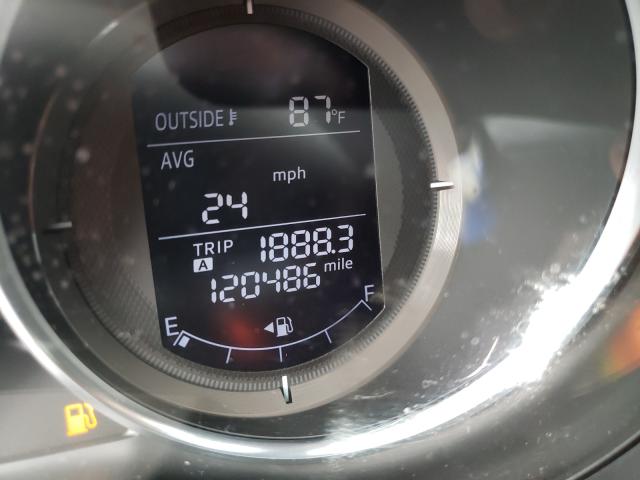 OUTSIDE 87°F
AVG
mph
24
TRIP A 1888.3
120486 mile
E F